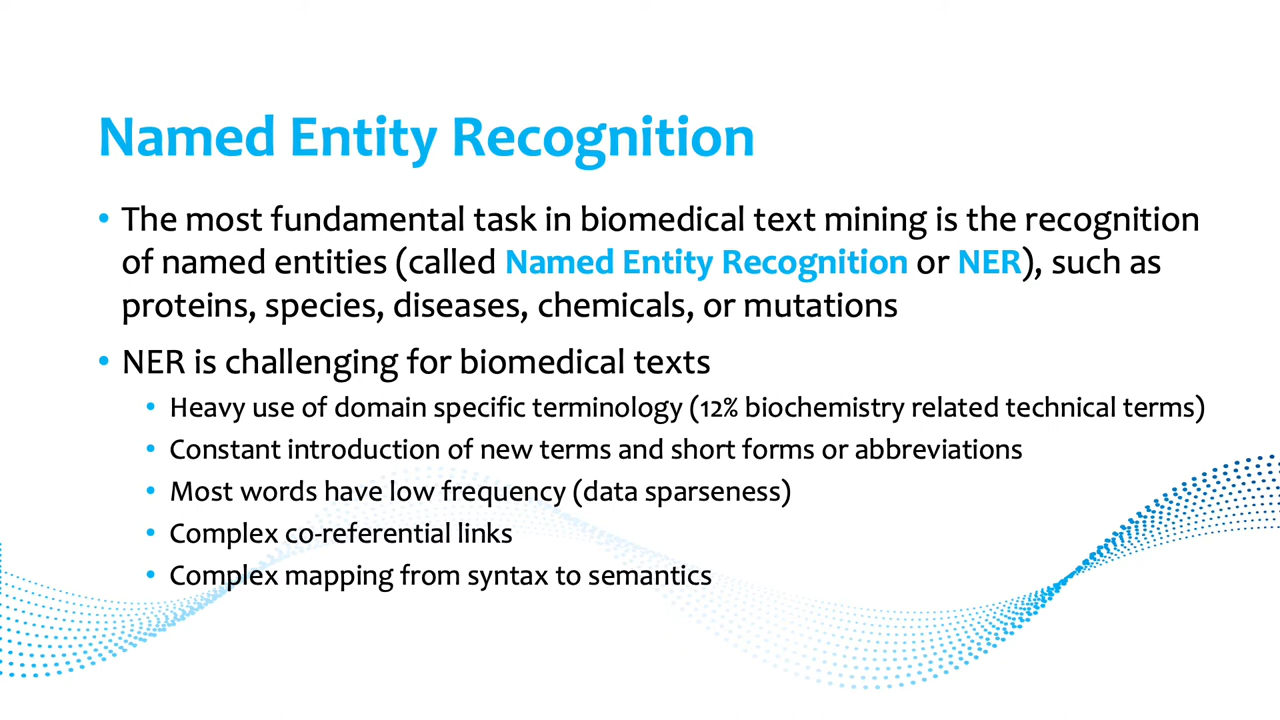 Named Entity Recognition
• The most fundamental task in biomedical text mining is the recognition
of named entities (called Named Entity Recognition or NER), such as
proteins, species, diseases, chemicals, or mutations
• NER is challenging for biomedical texts
• Heavy use of domain specific terminology (12% biochemistry related technical terms)
• Constant introduction of new terms and short forms or abbreviations
• Most words have low frequency (data sparseness)
• Complex co-referential links
• Complex mapping from syntax to semantics